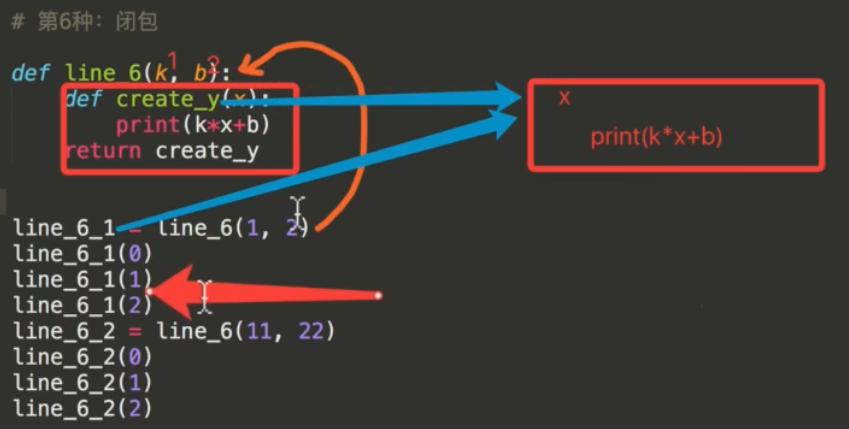 # 第6种：闭包
def line_6(k, b):
1 2
def create_y(x):
print(k*x+b)
return create_y
x
print(k*x+b)
line_6_1 = line_6(1, 2)
line_6_1(0)
line_6_1(1)
line_6_1(2)
line_6_2 = line_6(11, 22)
line_6_2(0)
line_6_2(1)
line_6_2(2)